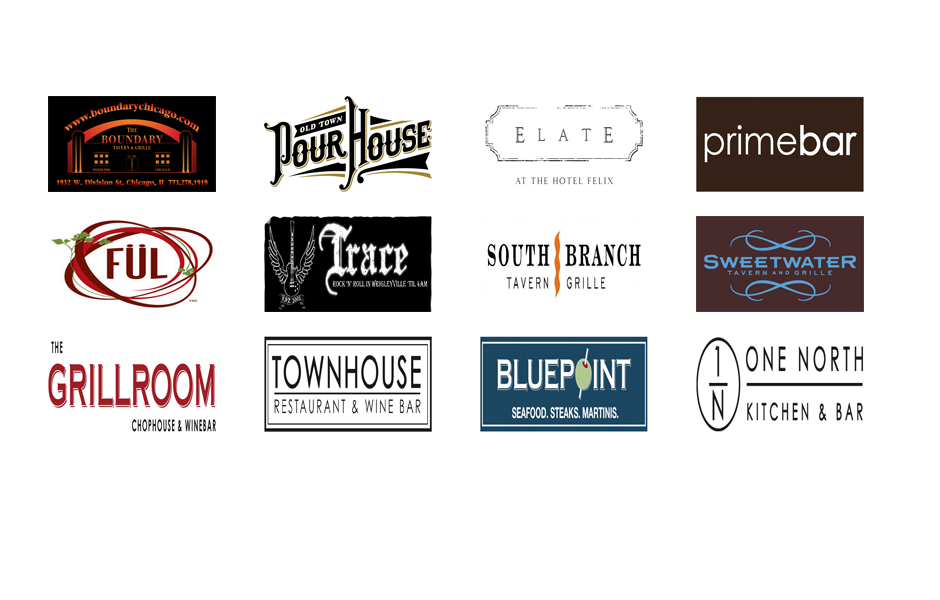 www.boundarychicago.com
THE
BOUNDARY
TAVERN & GRILLE
1932 W. Division St, Chicago, IL 773.278.1919
OLD TOWN
POUR HOUSE
ELATE
AT THE HOTEL FELIX
primebar
FÜL
TM
Trace
ROCK 'N' ROLL IN WRIGLEYVILLE 'TIL 4AM
SOUTH BRANCH
TAVERN GRILLE
SWEETWATER
TAVERN AND GRILLE
THE
GRILLROOM
CHOPHOUSE & WINEBAR
TOWNHOUSE
RESTAURANT & WINE BAR
BLUEPOINT
SEAFOOD. STEAKS. MARTINIS.
1
N
ONE NORTH
KITCHEN & BAR